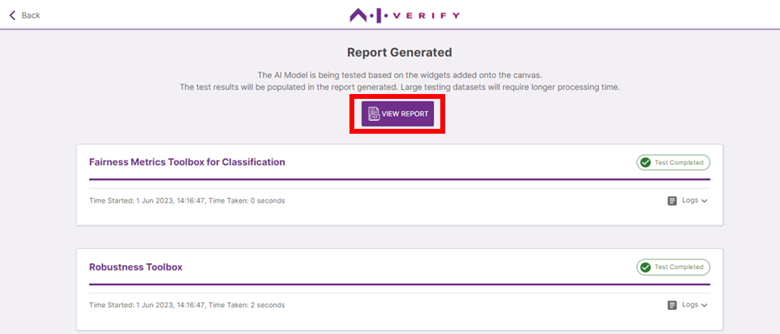 Back
A·I·VERIFY
Report Generated
The AI Model is being tested based on the widgets added onto the canvas.
The test results will be populated in the report generated. Large testing datasets will require longer processing time.
VIEW REPORT
Fairness Metrics Toolbox for Classification
Test Completed
Time Started: 1 Jun 2023, 14:16:47, Time Taken: 0 seconds
Logs
Robustness Toolbox
Test Completed
Time Started: 1 Jun 2023, 14:16:47, Time Taken: 2 seconds
Logs